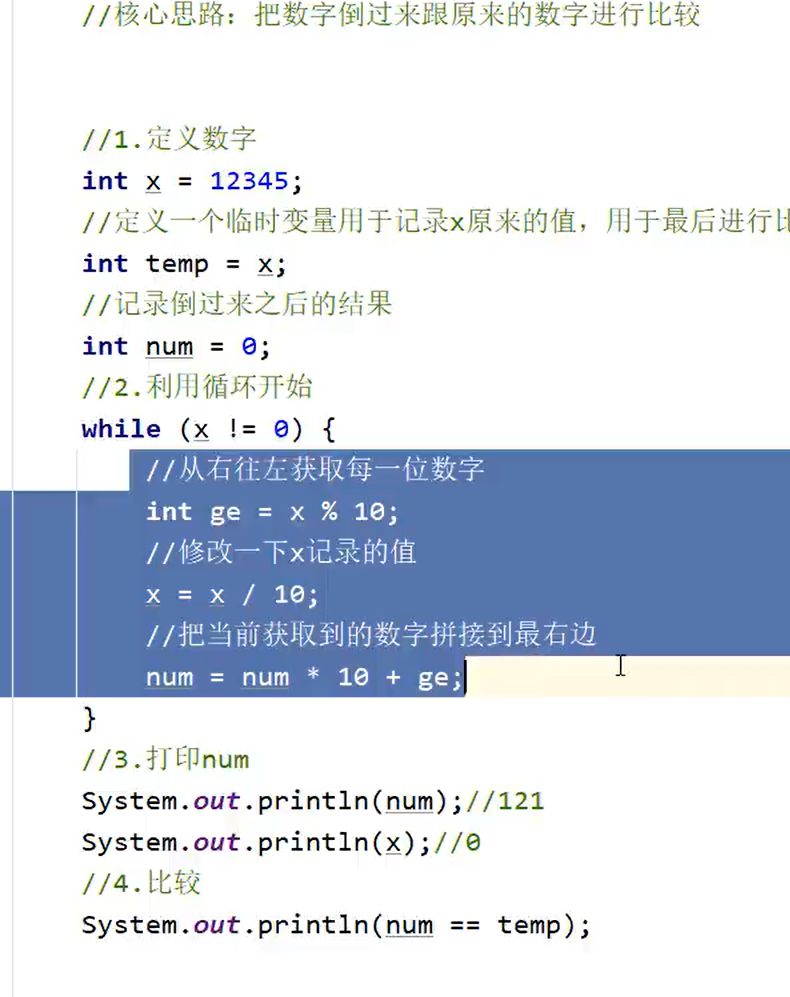 //核心思路：把数字倒过来跟原来的数字进行比较
//1.定义数字
int x = 12345;
//定义一个临时变量用于记录x原来的值，用于最后进行比
int temp = x;
//记录倒过来之后的结果
int num = 0;
//2.利用循环开始
while (x != 0) {
//从右往左获取每一位数字
int ge = x % 10;
//修改一下x记录的值
x = x / 10;
//把当前获取到的数字拼接到最右边
num = num * 10 + ge;
}
//3.打印num
System.out.println(num);//121
System.out.println(x);//0
//4.比较
System.out.println(num == temp);